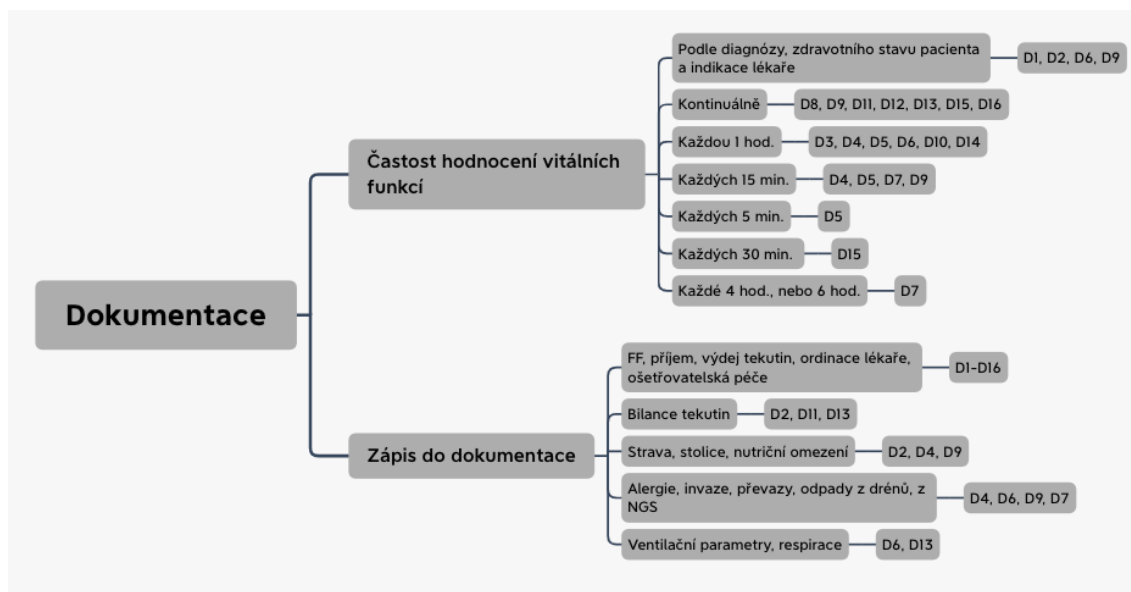 Dokumentace
Častost hodnocení vitálních
funkcí
Podle diagnózy, zdravotního stavu pacienta
a indikace lékaře
D1, D2, D6, D9
Kontinuálně
D8, D9, D11, D12, D13, D15, D16
Každou 1 hod.
D3, D4, D5, D6, D10, D14
Každých 15 min.
D4, D5, D7, D9
Každých 5 min.
D5
Každých 30 min.
D15
Každé 4 hod., nebo 6 hod.
D7
Zápis do dokumentace
FF, příjem, výdej tekutin, ordinace lékaře,
ošetřovatelská péče
D1-D16
Bilance tekutin
D2, D11, D13
Strava, stolice, nutriční omezení
D2, D4, D9
Alergie, invaze, převazy, odpady z drénů, z
NGS
D4, D6, D9, D7
Ventilační parametry, respirace
D6, D13